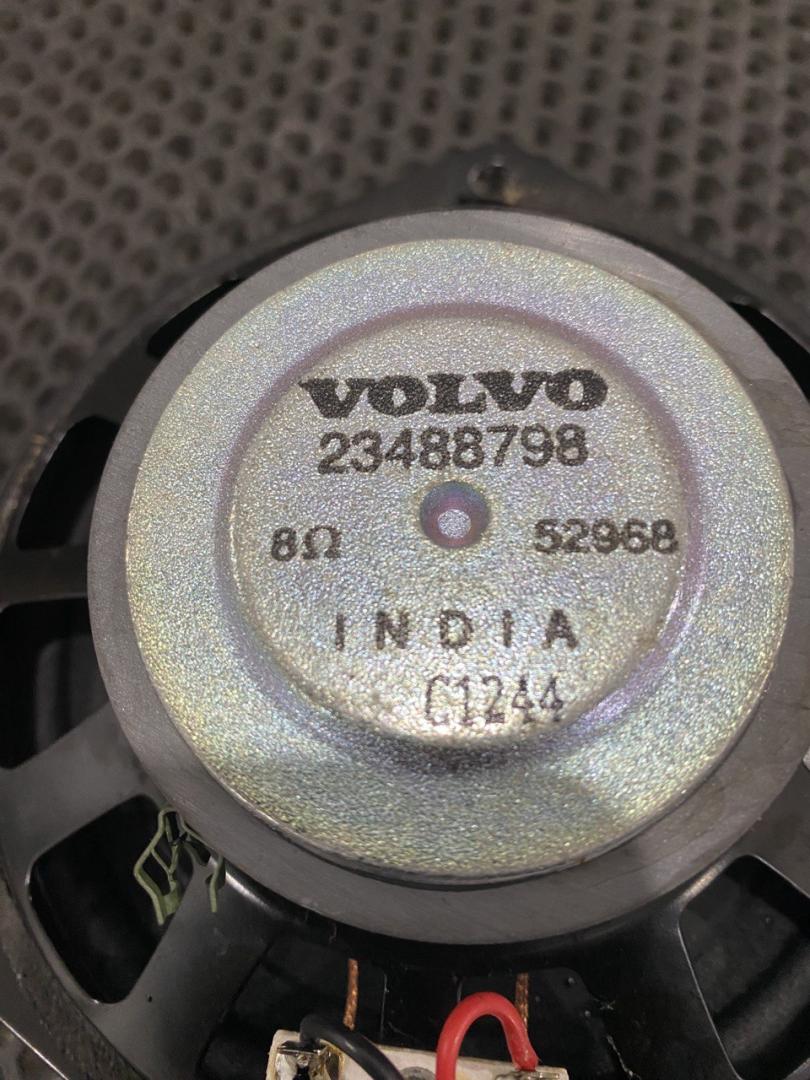 VOLVO
23488798
8Ω 52968
INDIA
C1244